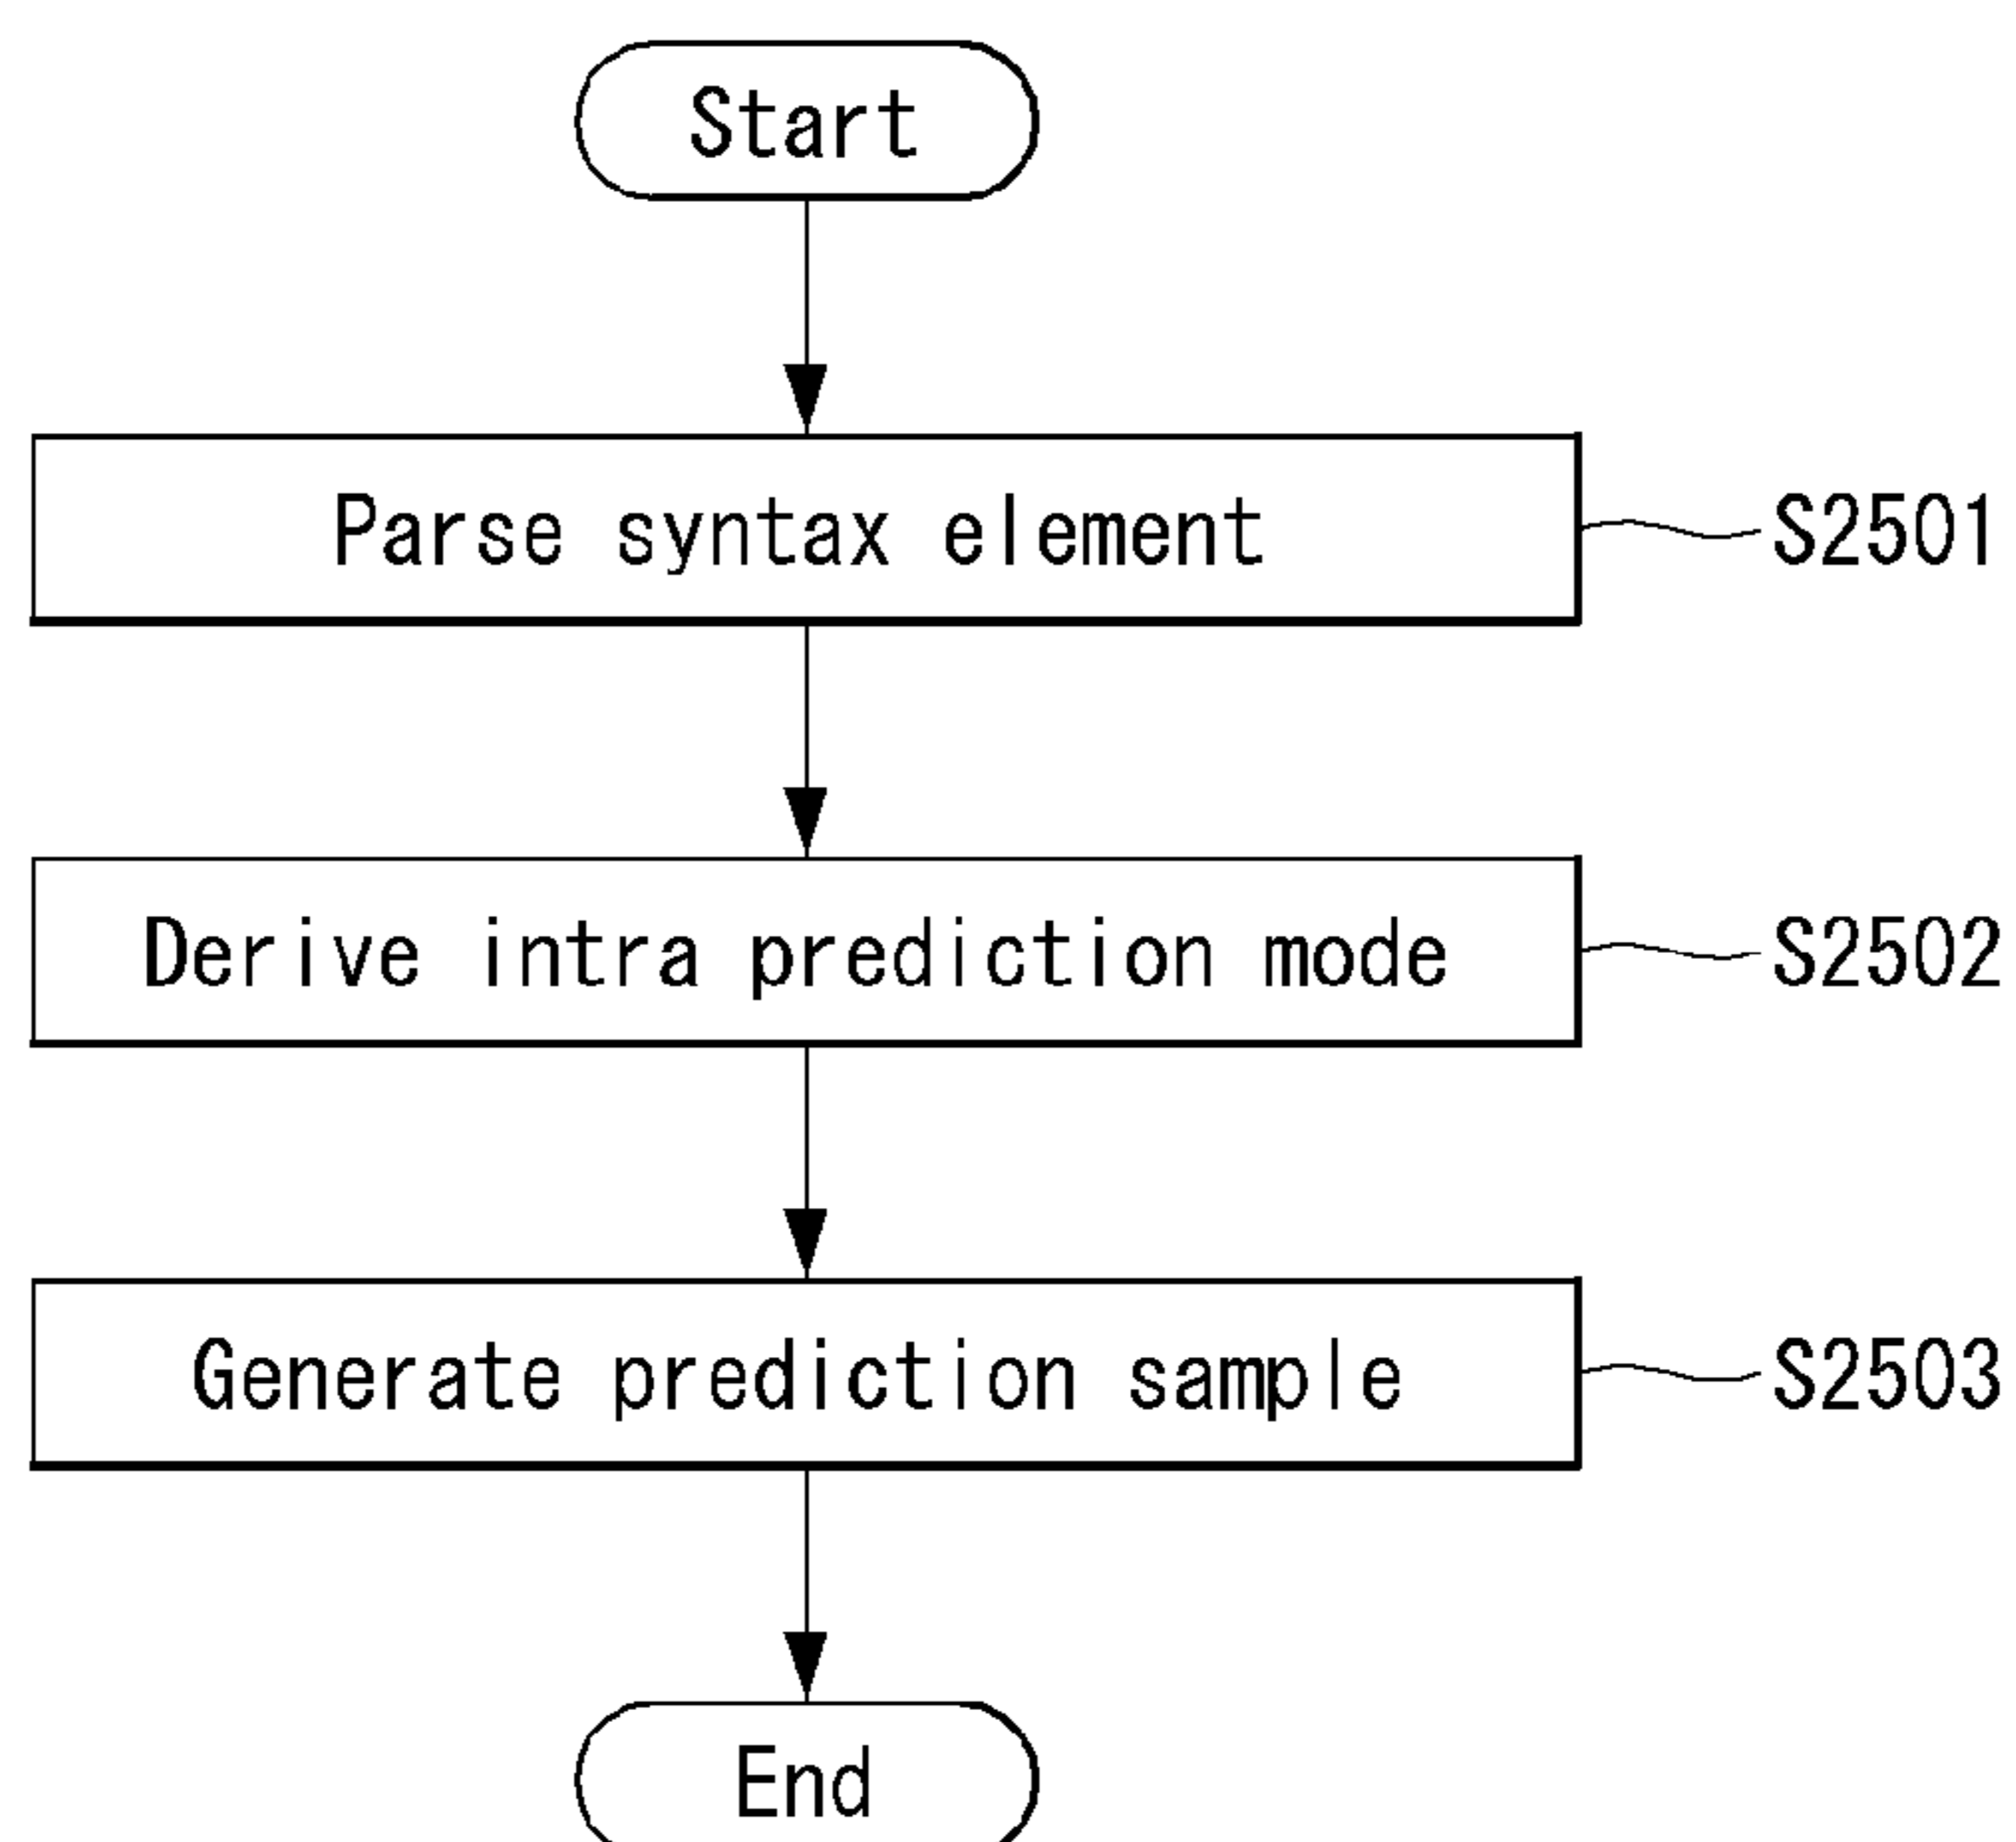 Start
Parse syntax element S2501
Derive intra prediction mode S2502
Generate prediction sample S2503
End